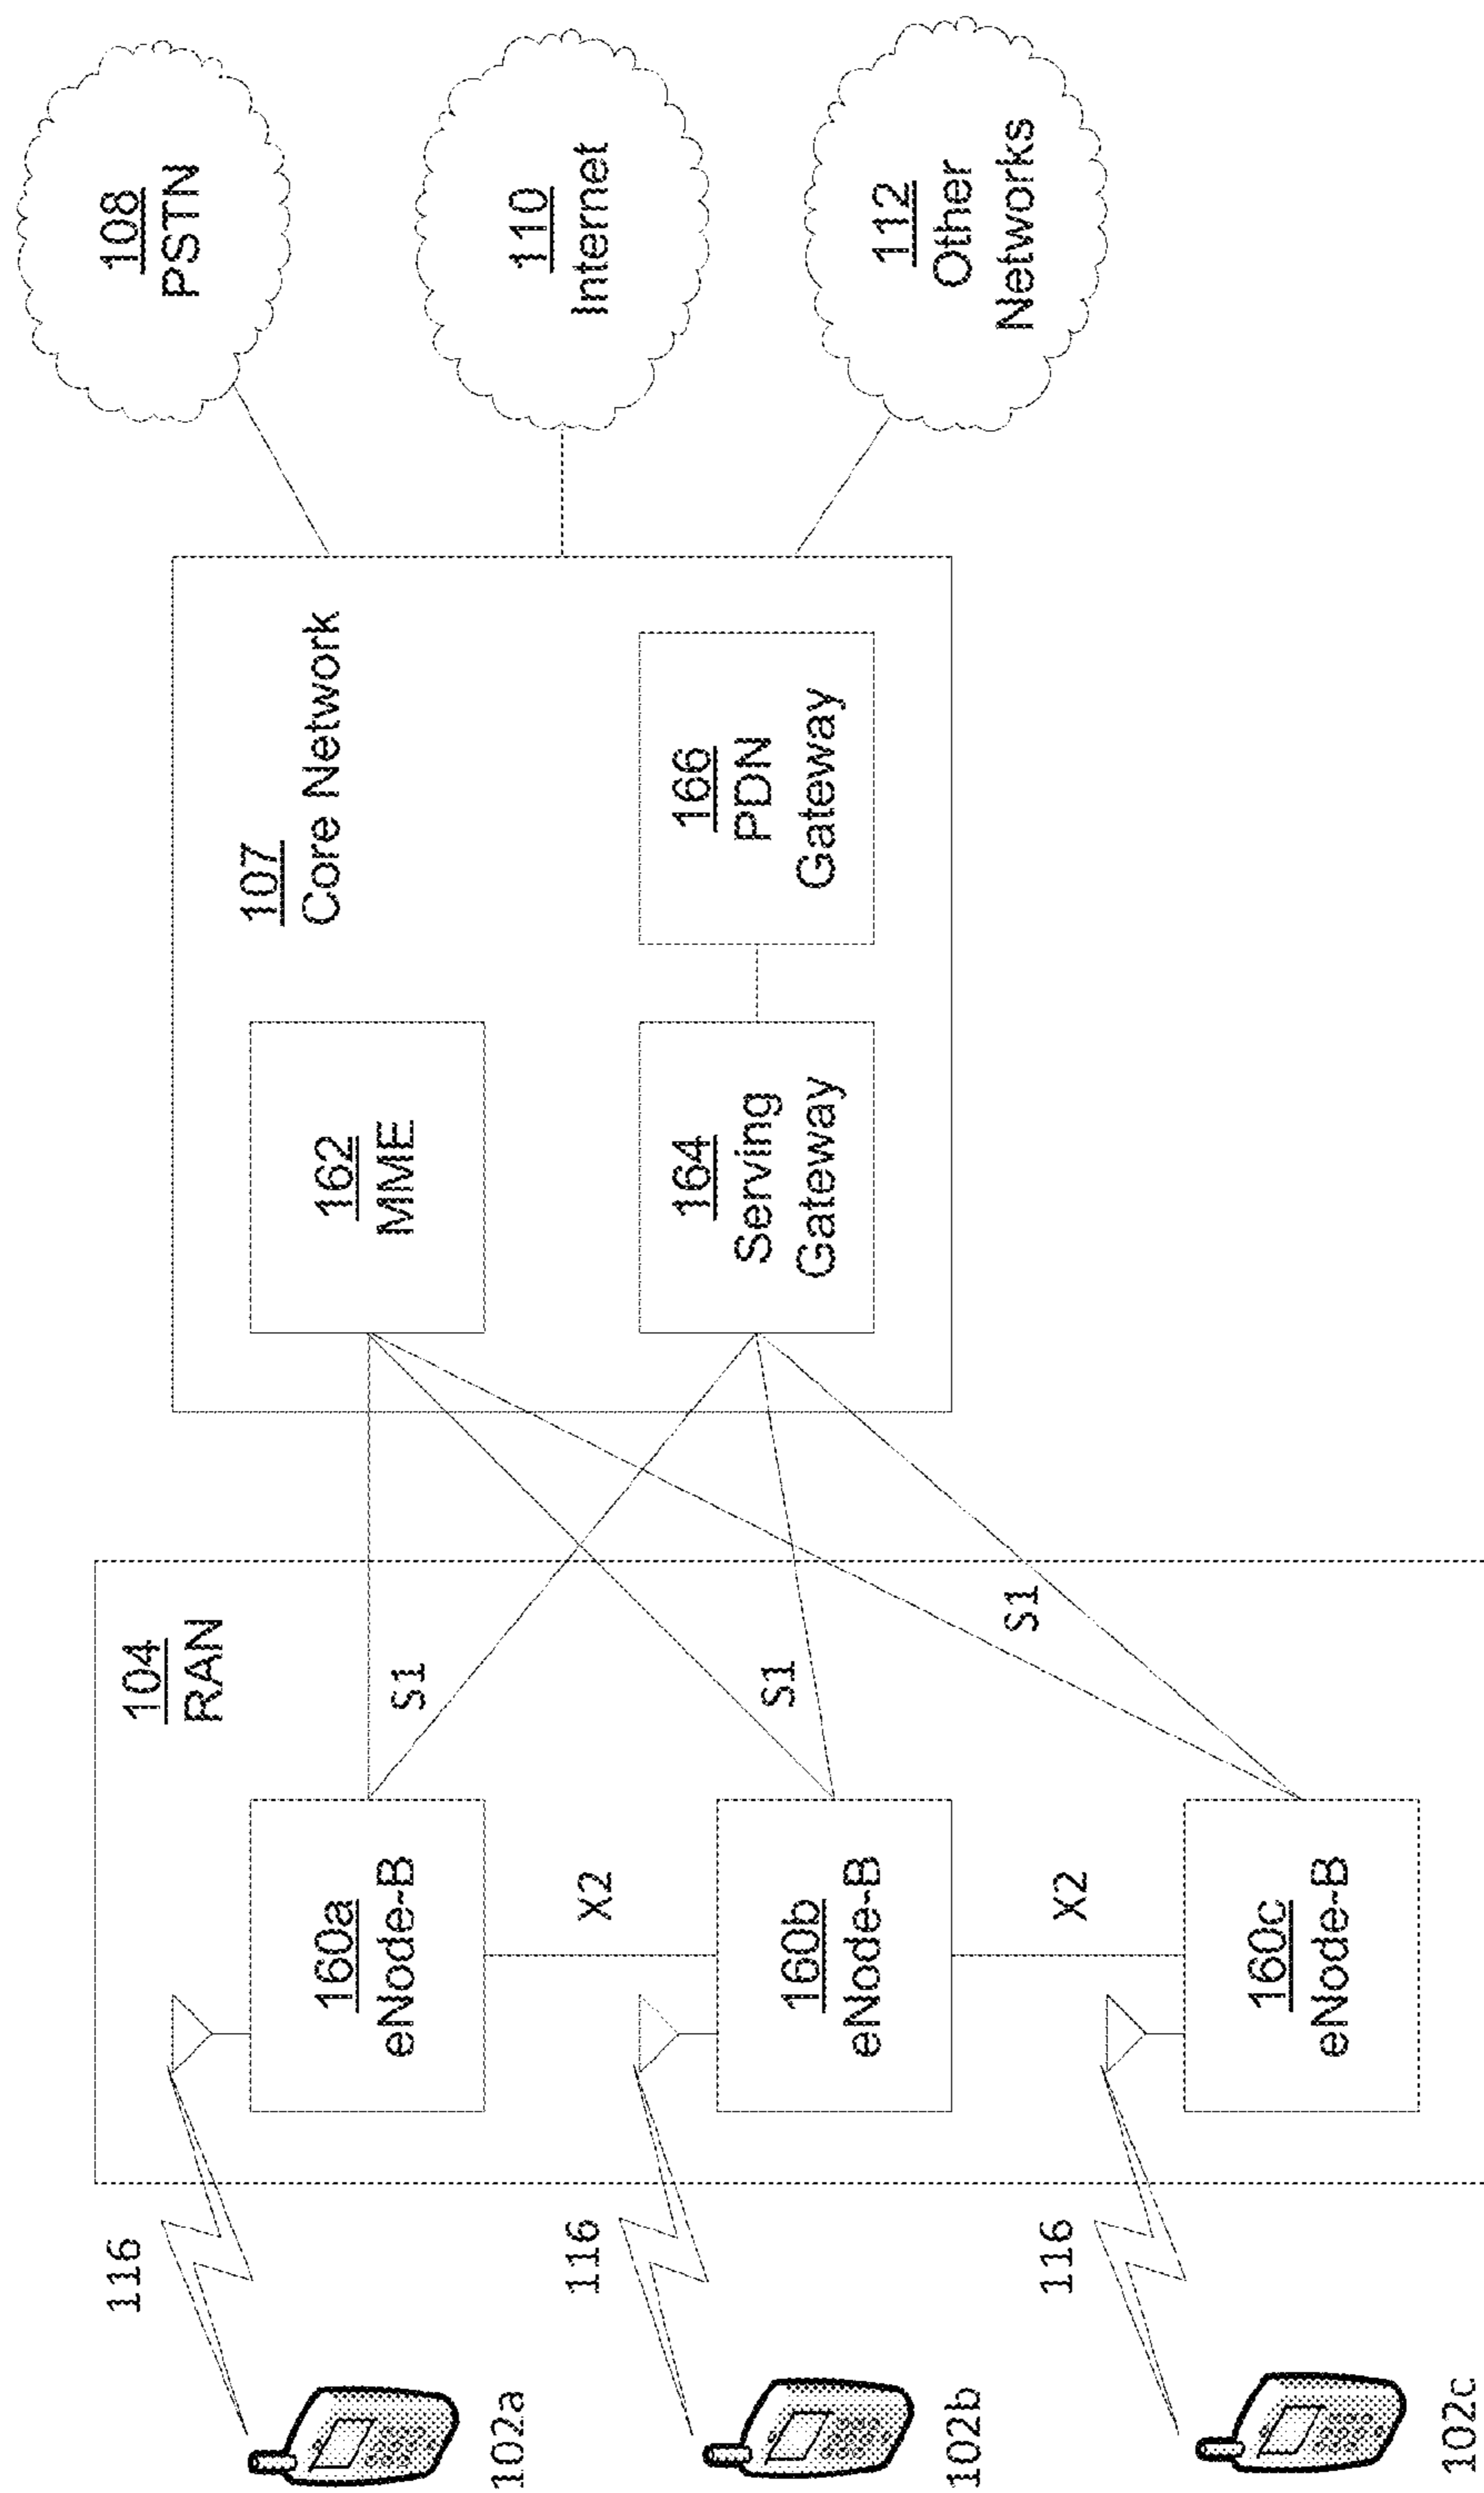 108
PSTN
110
Internet
112
Other
Networks
107
Core Network
162
MME
164
Serving
Gateway
166
PDN
Gateway
104
RAN
S1
S1
S1
160a
eNode-B
X2
160b
eNode-B
X2
160c
eNode-B
116
116
116
102a
102b
102c